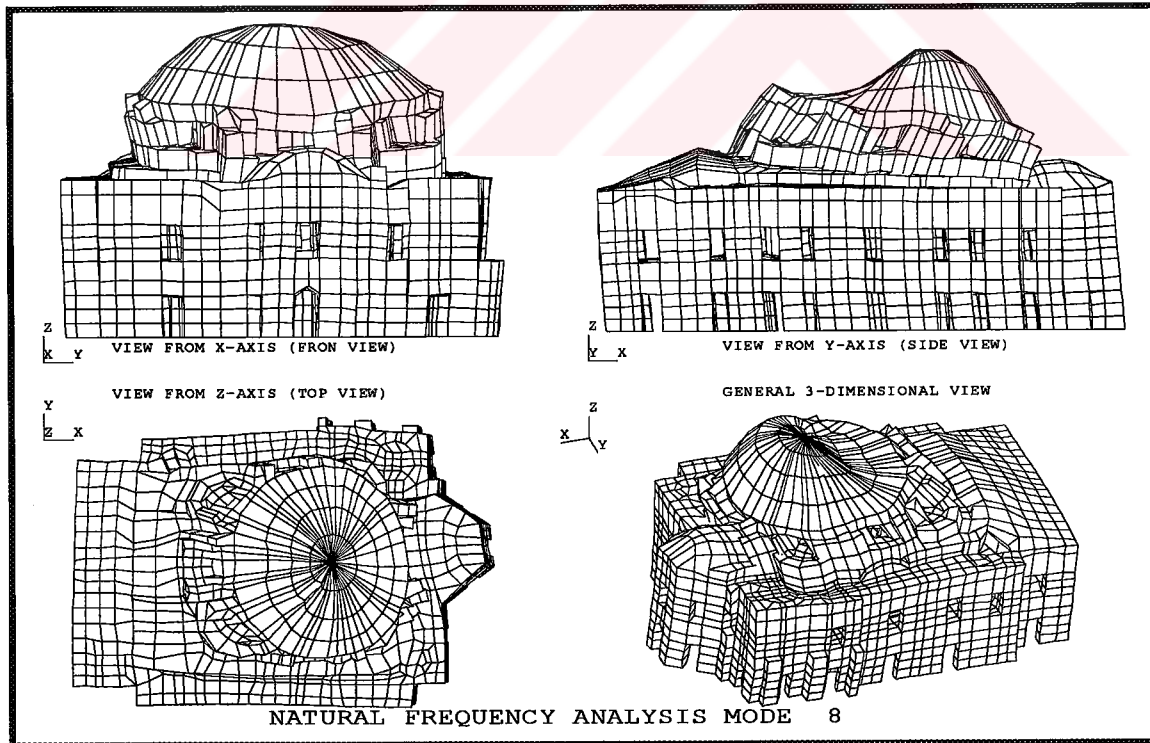 Z
X Y
VIEW FROM X-AXIS (FRON VIEW)
Z
Y X
VIEW FROM Y-AXIS (SIDE VIEW)
VIEW FROM Z-AXIS (TOP VIEW)
Y
Z X
GENERAL 3-DIMENSIONAL VIEW
Z
X Y
NATURAL FREQUENCY ANALYSIS MODE 8